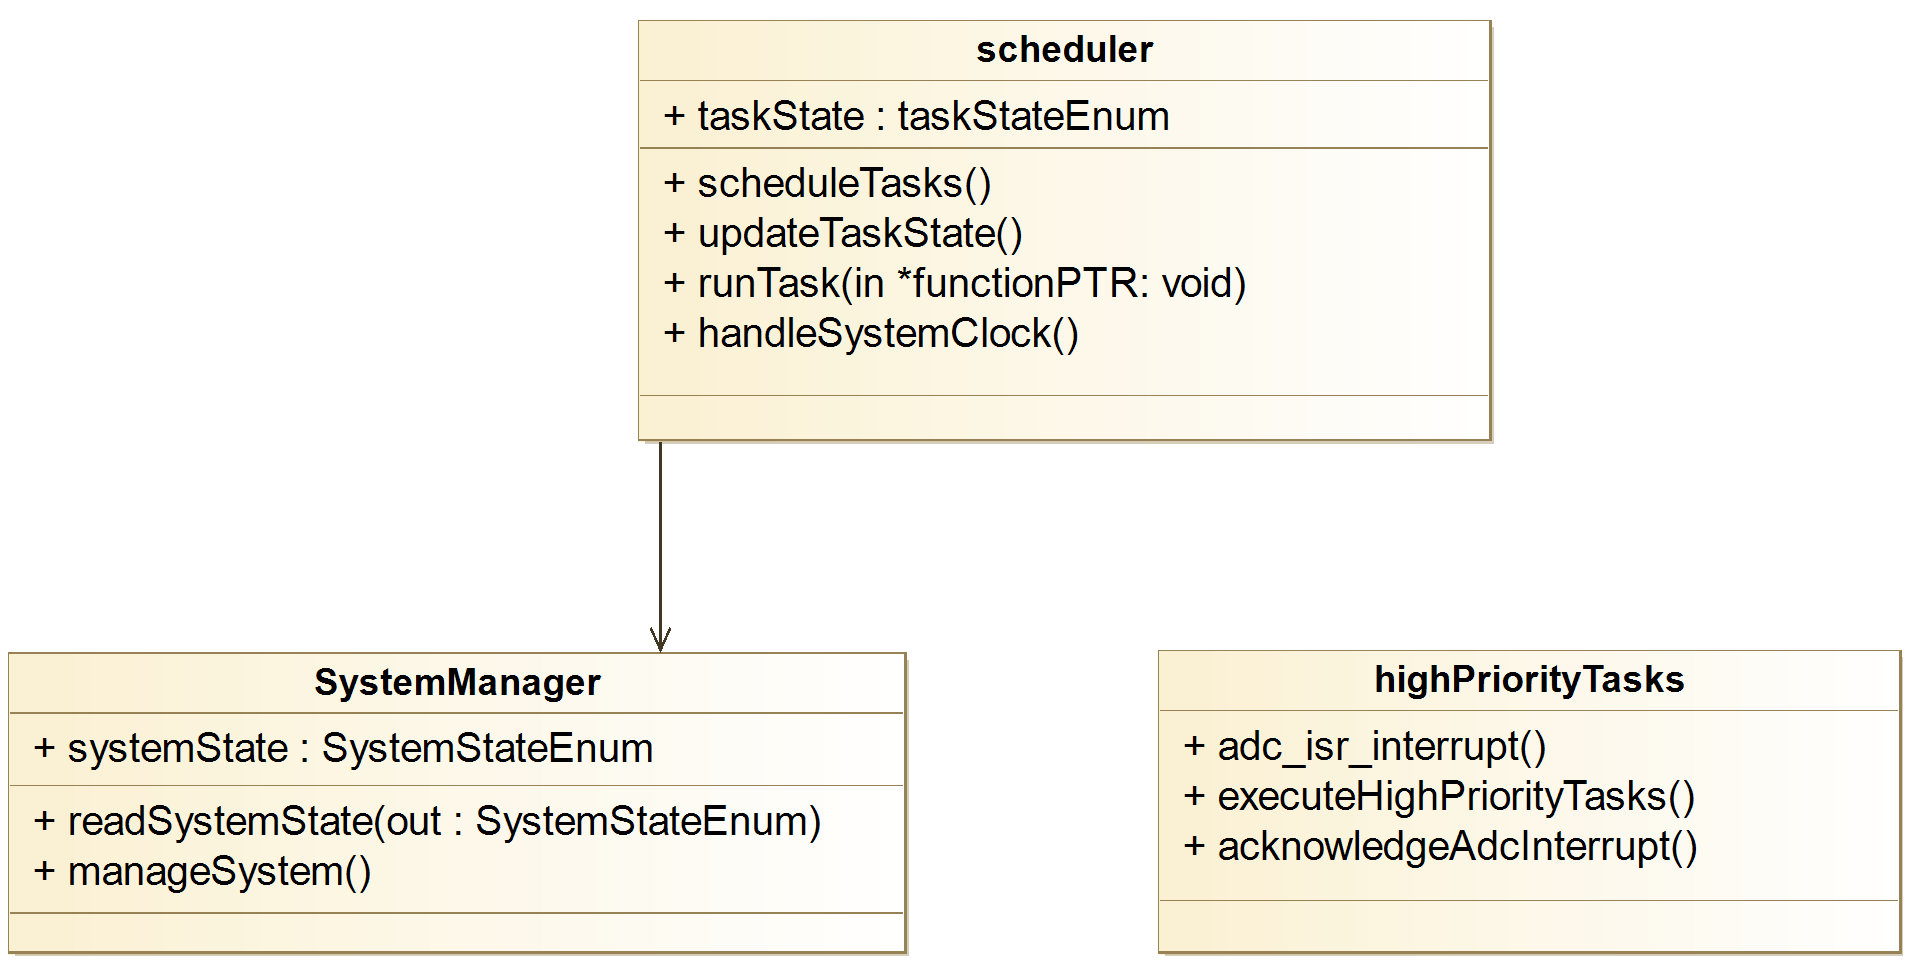 scheduler
+ taskState : taskStateEnum
+ scheduleTasks()
+ updateTaskState()
+ runTask(in *functionPTR: void)
+ handleSystemClock()
SystemManager
+ systemState : SystemStateEnum
+ readSystemState(out : SystemStateEnum)
+ manageSystem()
highPriorityTasks
+ adc_isr_interrupt()
+ executeHighPriorityTasks()
+ acknowledgeAdcInterrupt()